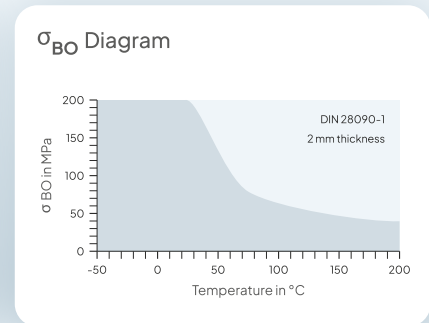 σBO Diagram
DIN 28090-1
2 mm thickness
σ BO in MPa
200
150
100
50
0
-50 0 50 100 150 200
Temperature in °C